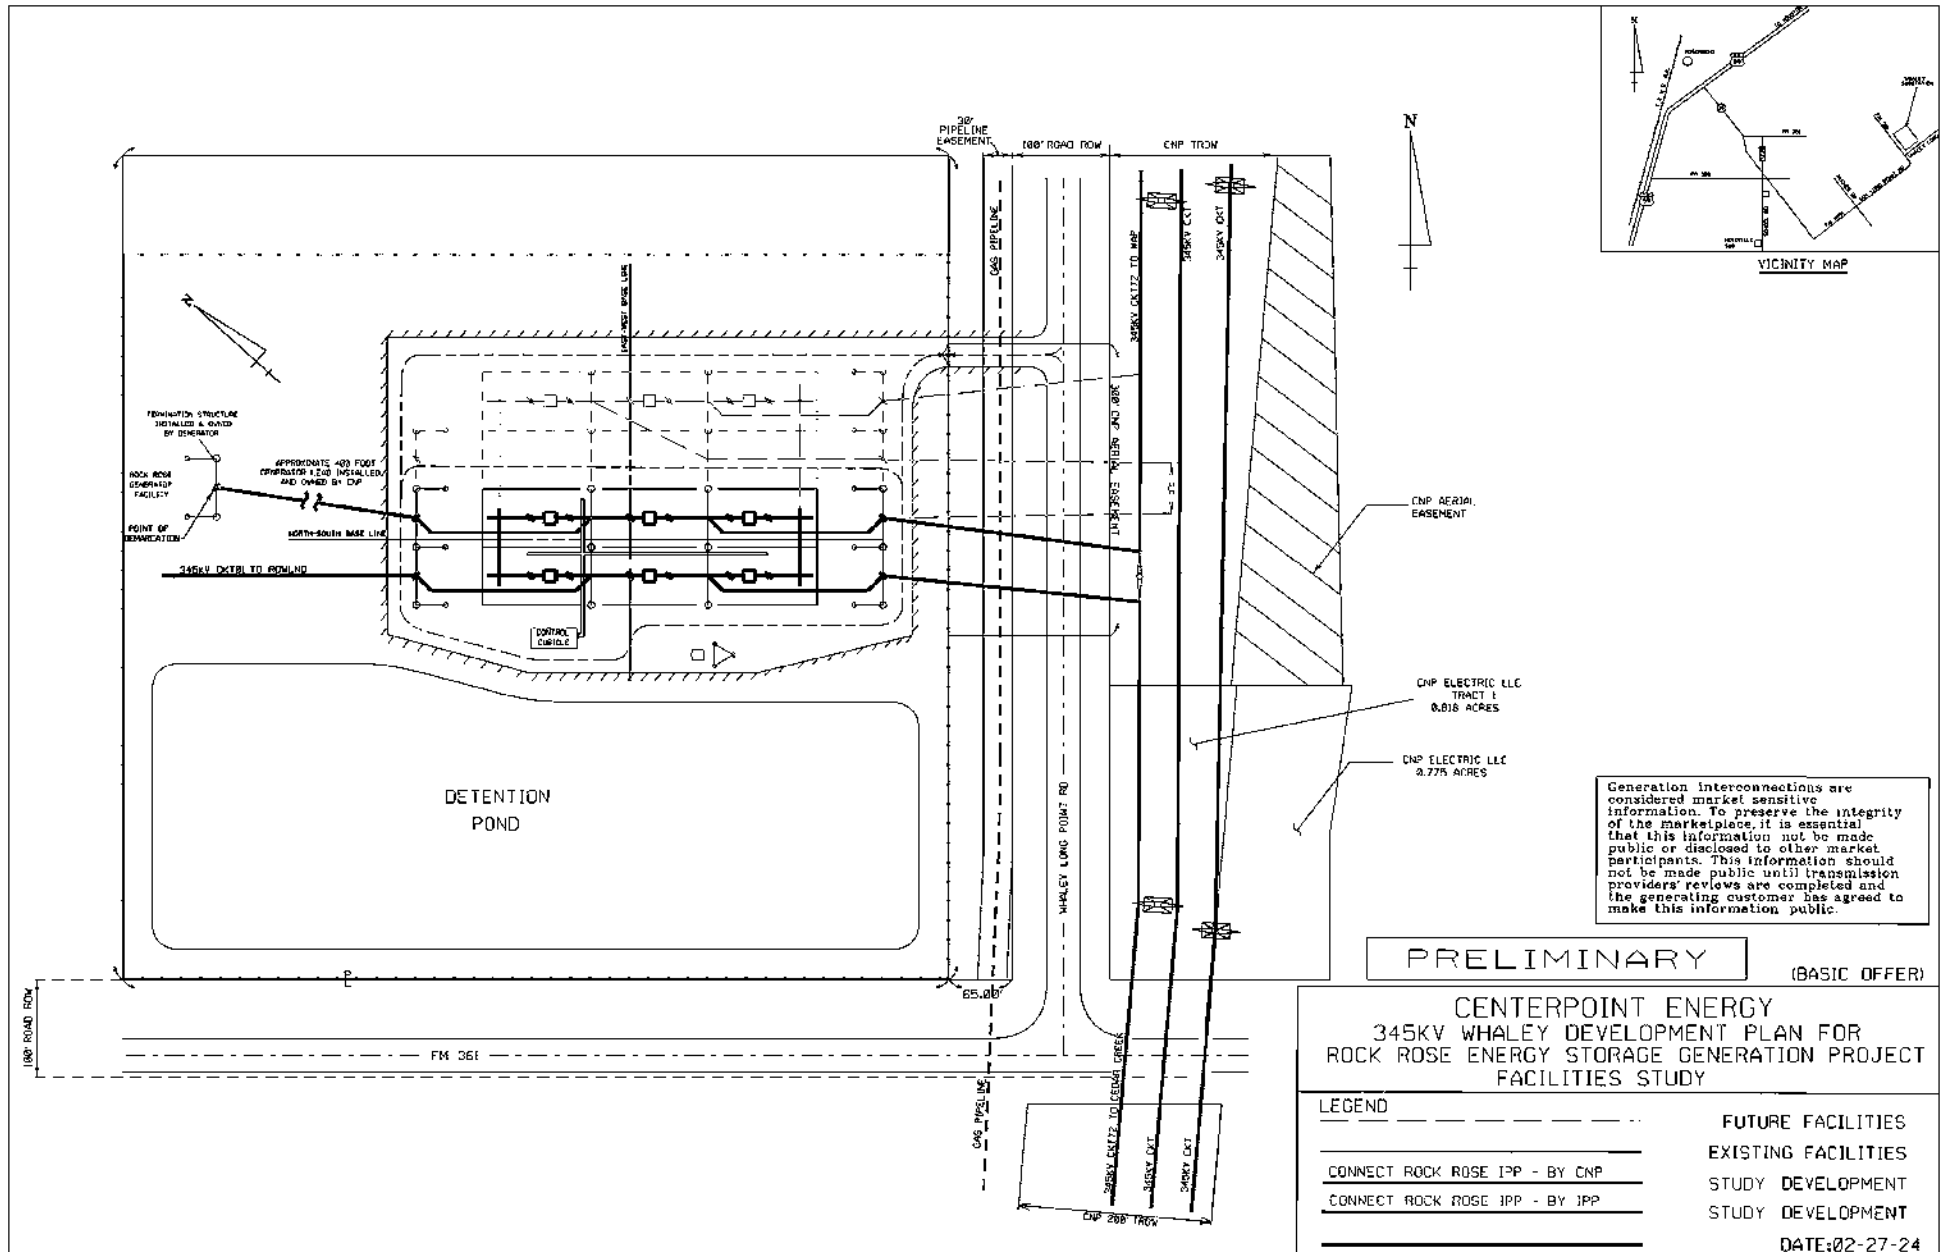 VICINITY MAP
30'
PIPELINE
EASEMENT
100' ROAD ROW
CNP TROW
N
N
GAS PIPELINE
345KV CKT72 TO WAP
345KV CKT
345KV CKT
EAST-WEST BASE LINE
TERMINATION STRUCTURE
INSTALLED & OWNED
BY GENERATOR
ROCK ROSE
GENERATOR
FACILITY
APPROXIMATE 400 FOOT
GENERATOR LEAD INSTALLED
AND OWNED BY CNP
POINT OF
DEMARCATION
NORTH-SOUTH BASE LINE
300' CNP AERIAL EASEMENT
CNP AERIAL
EASEMENT
CONTROL
CUBICLE
CNP ELECTRIC LLC
0.818 ACRES
CNP ELECTRIC LLC
0.775 ACRES
DETENTION
POND
WHALEY LONG POINT RD
Generation interconnections are
considered market sensitive
information. To preserve the integrity
of the marketplace, it is essential
that this information not be made
public or disclosed to other market
participants. This information should
not be made public until transmission
providers' reviews are completed and
the generating customer has agreed to
make this information public.
PRELIMINARY
(BASIC OFFER)
65.00'
100' ROAD ROW
FM 361
GAS PIPELINE
345KV CKT72 TO CEDAR CREEK
345KV CKT
345KV CKT
CNP 200' TROW
CENTERPOINT ENERGY
345KV WHALEY DEVELOPMENT PLAN FOR
ROCK ROSE ENERGY STORAGE GENERATION PROJECT
FACILITIES STUDY
LEGEND
FUTURE FACILITIES
EXISTING FACILITIES
CONNECT ROCK ROSE IPP - BY CNP
STUDY DEVELOPMENT
CONNECT ROCK ROSE IPP - BY IPP
STUDY DEVELOPMENT
DATE:02-27-24